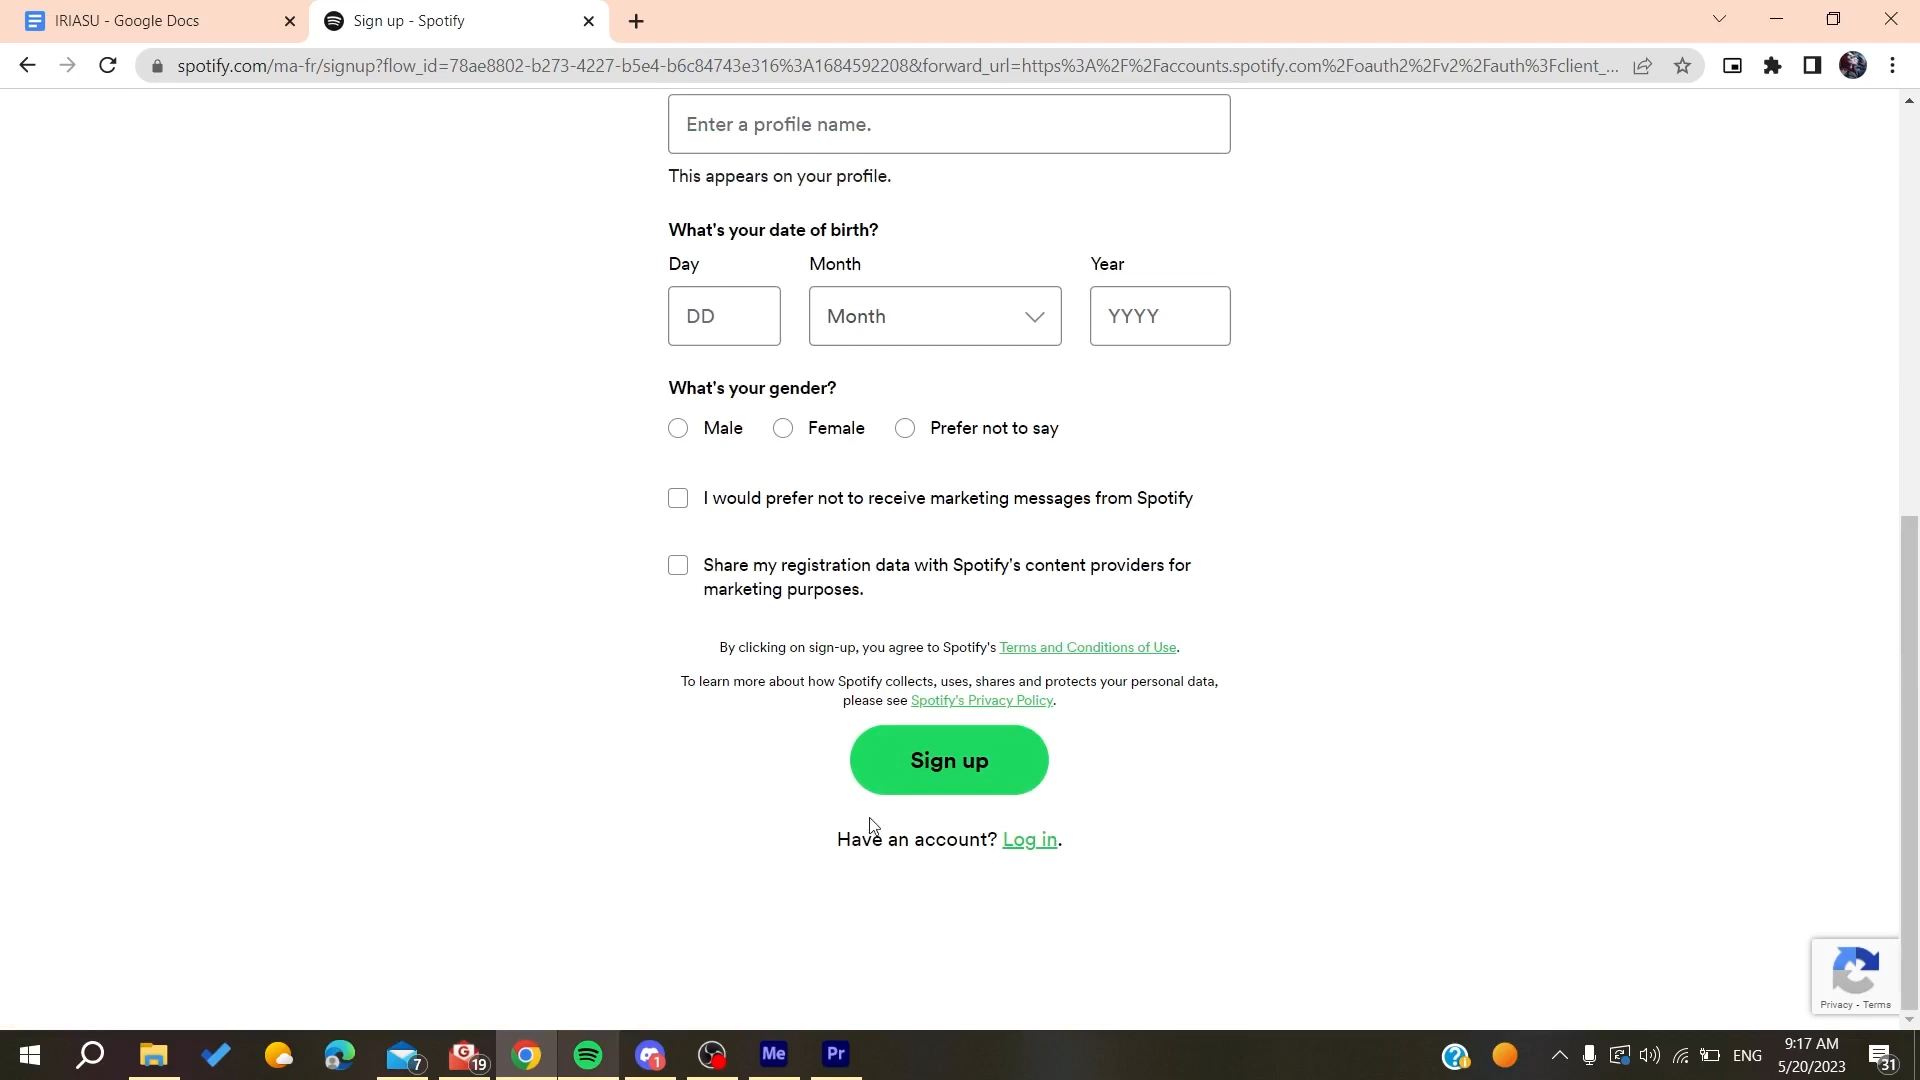 IRIASU - Google Docs
Sign up - Spotify
spotify.com/ma-fr/signup?flow_id=78ae8802-b273-4227-b5e4-b6c84743e316%3A1684592208&forward_url=https%3A%2F%2Faccounts.spotify.com%2Foauth2%2Fv2%2Fauth%3Fclient_...
Enter a profile name.
This appears on your profile.
What's your date of birth?
Day Month Year
DD Month YYYY
What's your gender?
Male Female Prefer not to say
I would prefer not to receive marketing messages from Spotify
Share my registration data with Spotify's content providers for
marketing purposes.
By clicking on sign-up, you agree to Spotify's Terms and Conditions of Use.
To learn more about how Spotify collects, uses, shares and protects your personal data,
please see Spotify's Privacy Policy.
Sign up
Have an account? Log in.
Privacy - Terms
7
G 19
1
Me
Pr
ENG
9:17 AM
5/20/2023
31